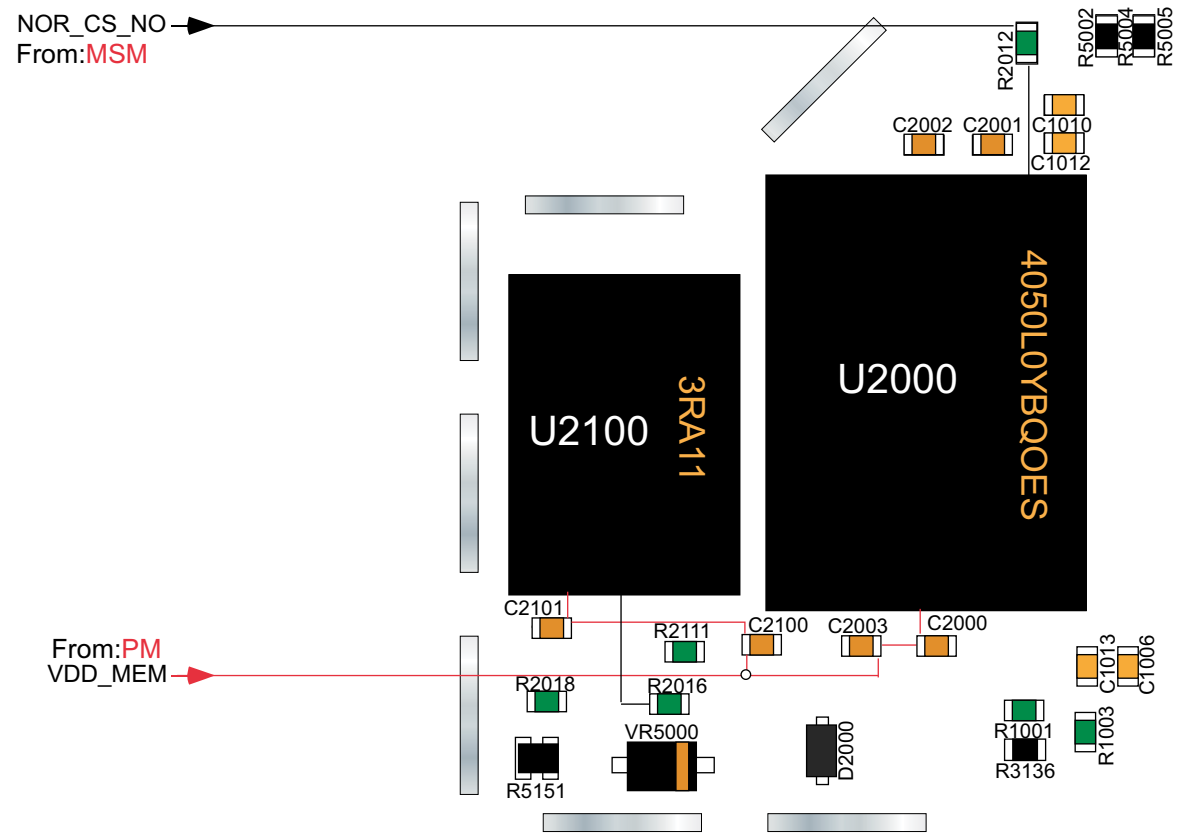 NOR_CS_NO
From:MSM
R2012
R5002
R5004
R5005
C2002
C2001
C1010
C1012
U2000
4050L0YBQOES
U2100
3RA11
C2101
R2111
C2100
C2003
C2000
From:PM
VDD_MEM
R2018
R2016
C1013
C1006
VR5000
D2000
R1001
R1003
R3136
R5151